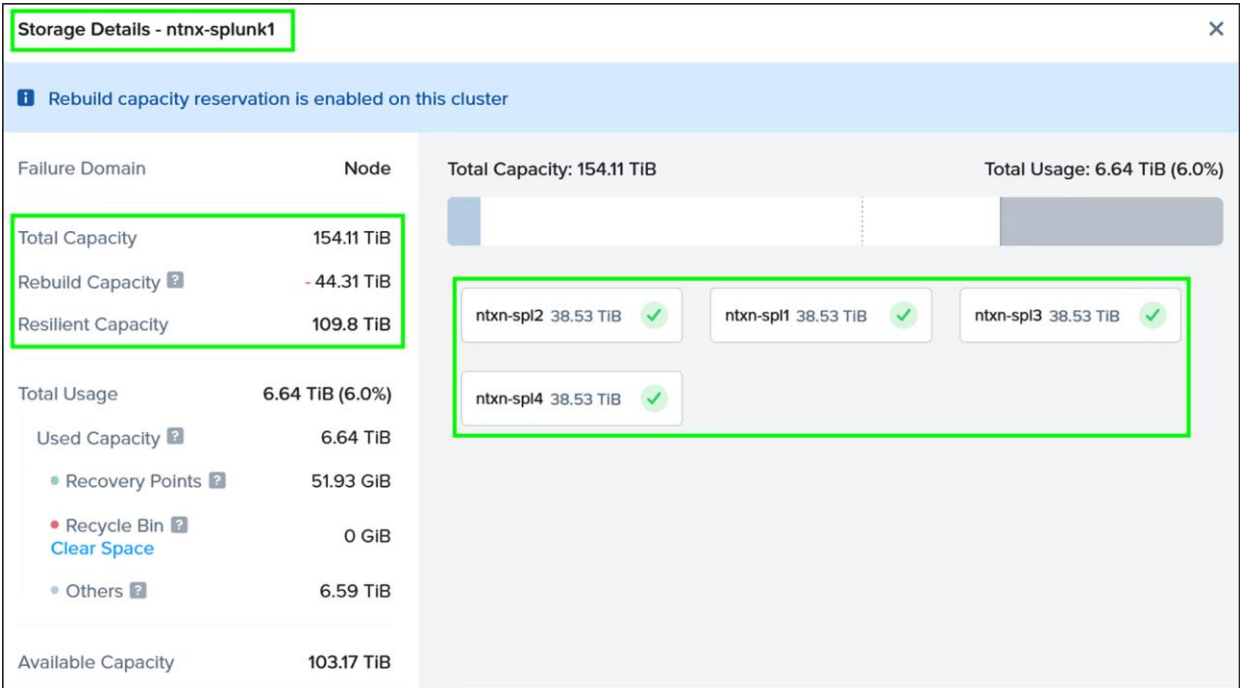 Storage Details - ntnx-splunk1
Rebuild capacity reservation is enabled on this cluster
Failure Domain Node
Total Capacity 154.11 TiB
Rebuild Capacity ? - 44.31 TiB
Resilient Capacity 109.8 TiB
Total Usage 6.64 TiB (6.0%)
Used Capacity ? 6.64 TiB
Recovery Points ? 51.93 GiB
Recycle Bin ? 0 GiB
Clear Space
Others ? 6.59 TiB
Available Capacity 103.17 TiB
Total Capacity: 154.11 TiB Total Usage: 6.64 TiB (6.0%)
ntxn-spl2 38.53 TiB ntxn-spl1 38.53 TiB ntxn-spl3 38.53 TiB
ntxn-spl4 38.53 TiB